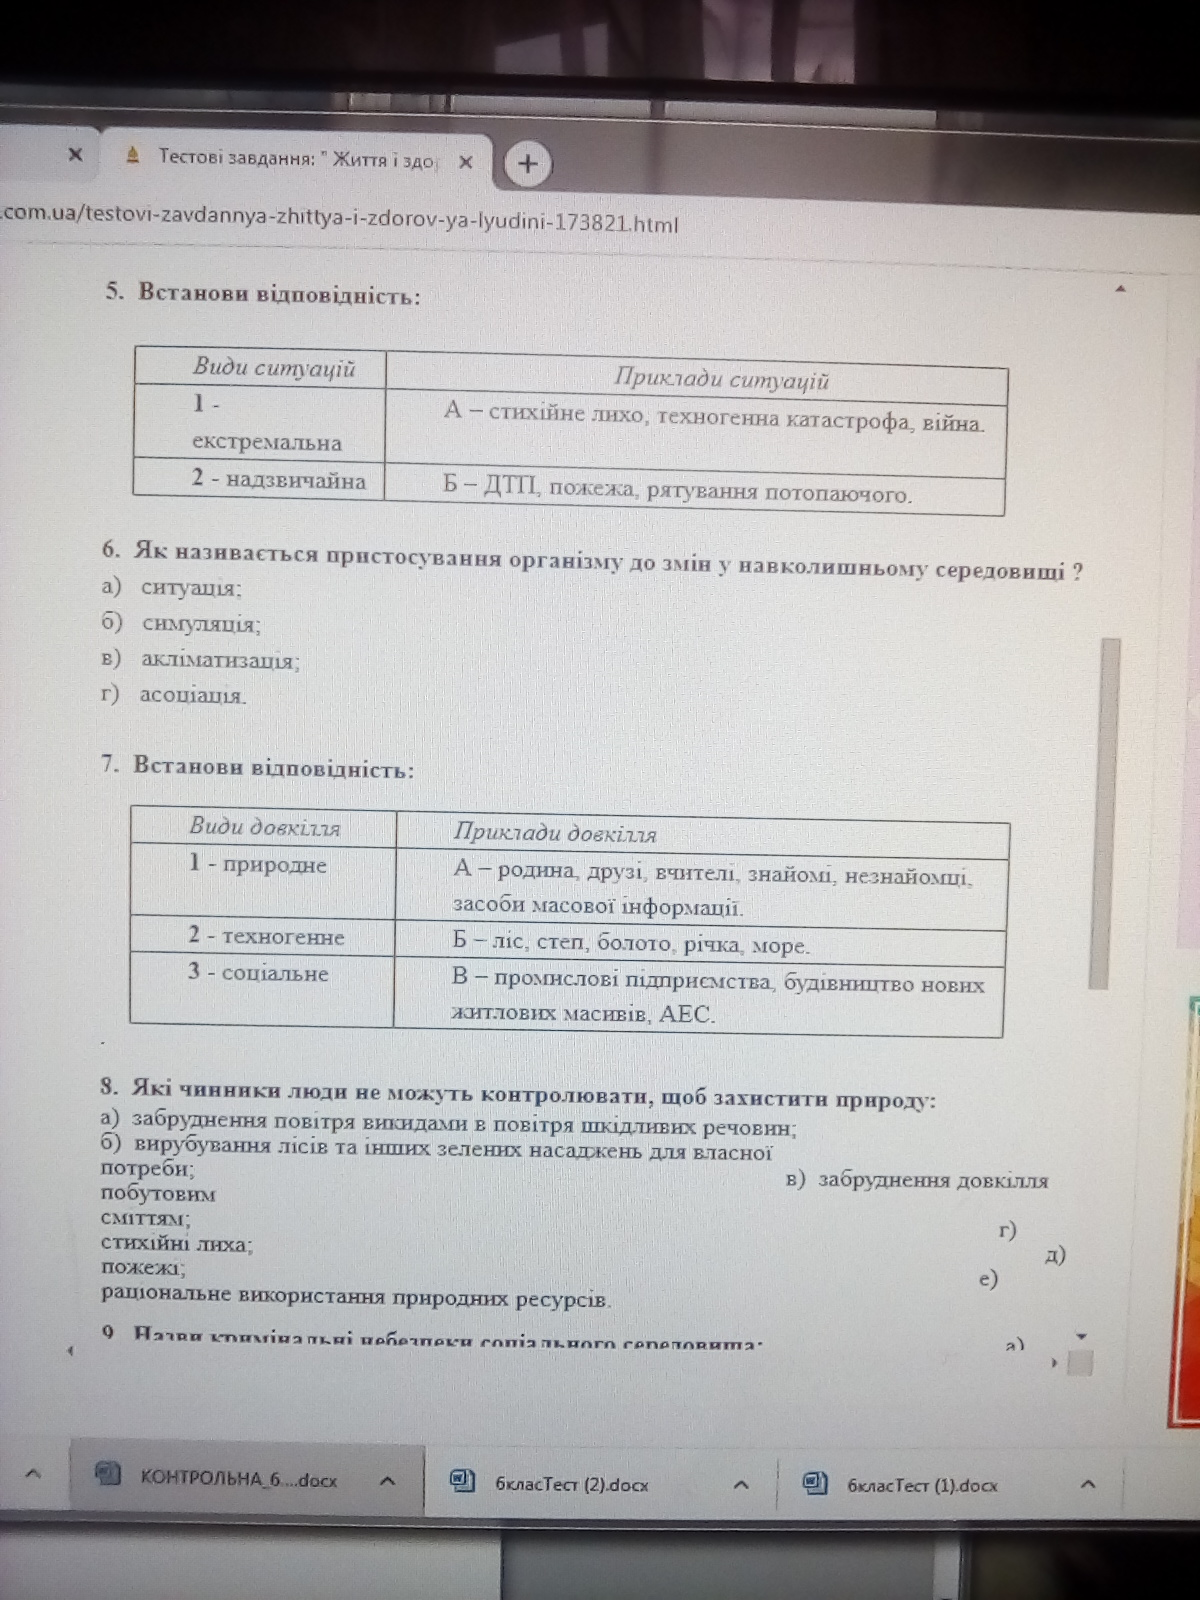 Тестові завдання: " Життя і здо
.com.ua/testovi-zavdannya-zhittya-i-zdorov-ya-lyudini-173821.html
5. Встанови відповідність:
Види ситуацій
Приклади ситуацій
1 -
екстремальна
А – стихійне лихо, техногенна катастрофа, війна.
2 - надзвичайна
Б – ДТП, пожежа, рятування потопаючого.
6. Як називається пристосування організму до змін у навколишньому середовищі ?
а) ситуація;
б) симуляція;
в) акліматизація;
г) асоціація.
7. Встанови відповідність:
Види довкілля
Приклади довкілля
1 - природне
А – родина, друзі, вчителі, знайомі, незнайомці,
засоби масової інформації.
2 - техногенне
Б – ліс, степ, болото, річка, море.
3 - соціальне
В – промислові підприємства, будівництво нових
житлових масивів, АЕС.
8. Які чинники люди не можуть контролювати, щоб захистити природу:
а) забруднення повітря викидами в повітря шкідливих речовин;
б) вирубування лісів та інших зелених насаджень для власної
потреби; в) забруднення довкілля
побутовим
сміттям; г)
стихійні лиха; д)
пожежі; е)
раціональне використання природних ресурсів.
9 Назви кримінальні небезпеки соціального середовища: а)
КОНТРОЛЬНА_6....docx
6класТест (2).docx
6класТест (1).docx